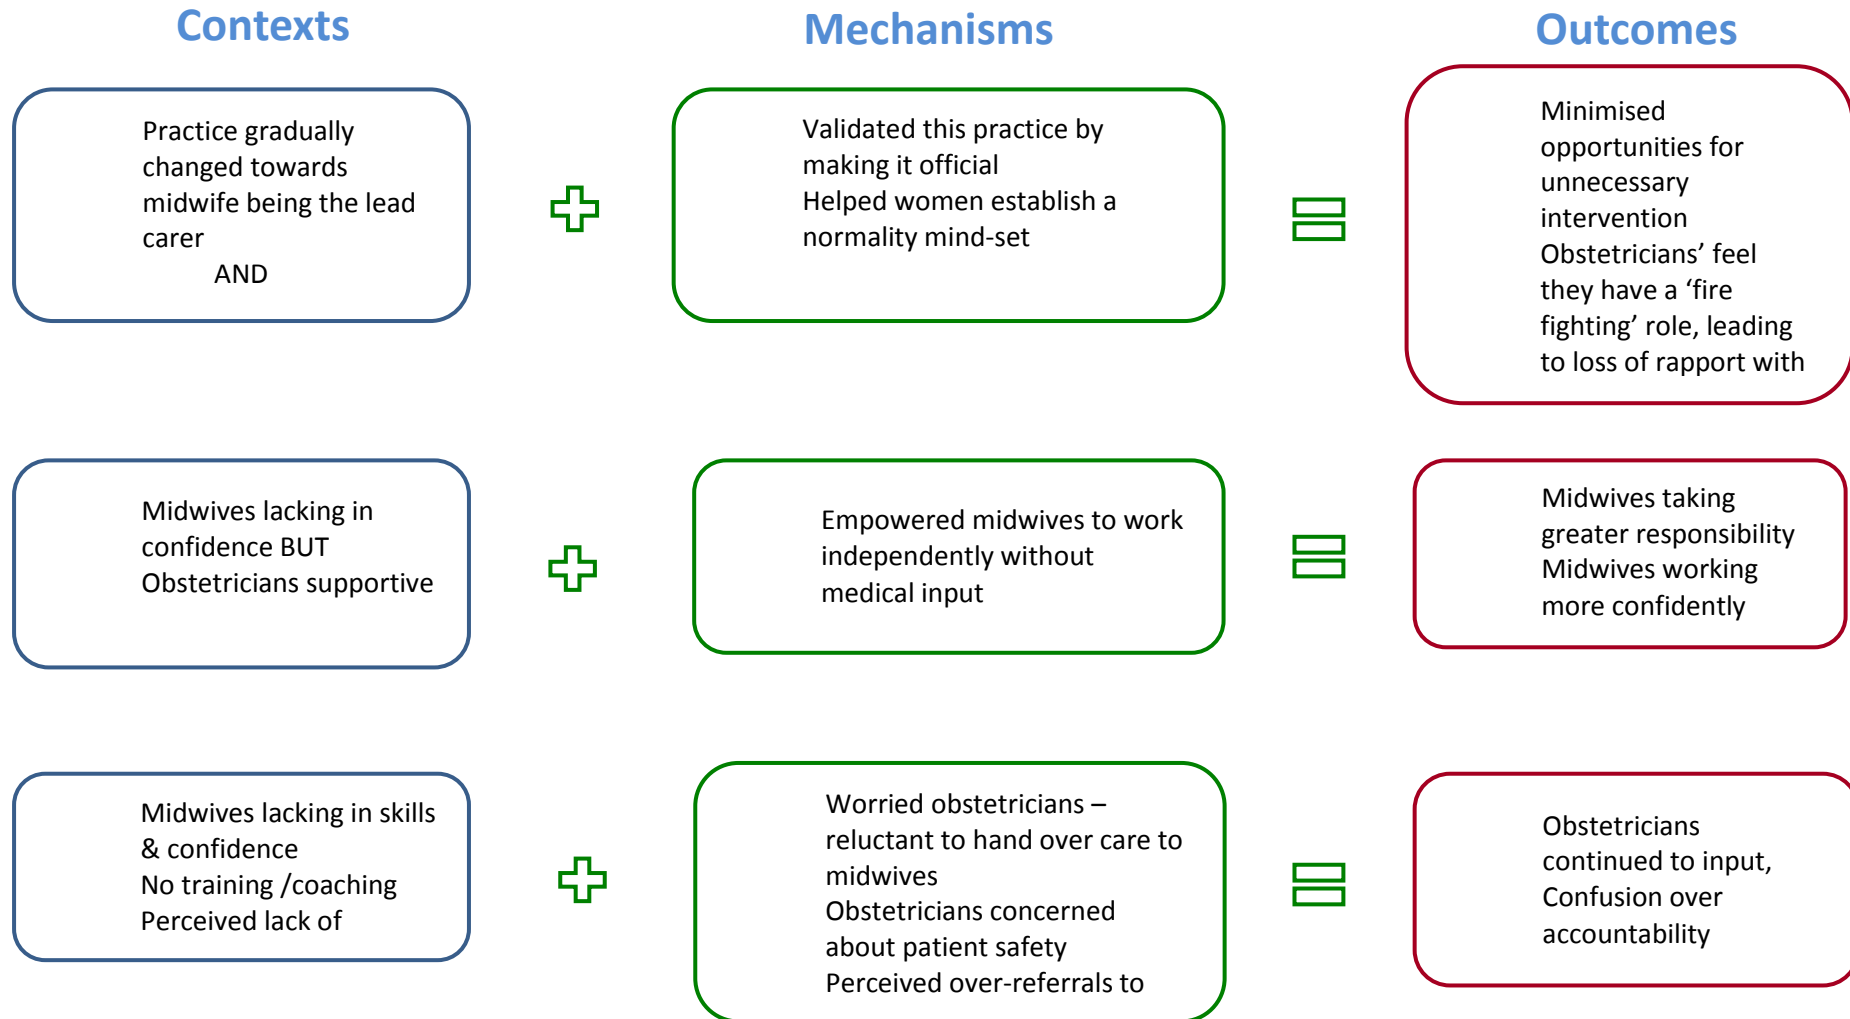 Contexts
Mechanisms
Outcomes
Practice gradually
changed towards
midwife being the lead
carer
AND
Validated this practice by
making it official
Helped women establish a
normality mind-set
Minimised
opportunities for
unnecessary
intervention
Obstetricians’ feel
they have a ‘fire
fighting’ role, leading
to loss of rapport with
Midwives lacking in
confidence BUT
Obstetricians supportive
Empowered midwives to work
independently without
medical input
Midwives taking
greater responsibility
Midwives working
more confidently
Midwives lacking in skills
& confidence
No training /coaching
Perceived lack of
Worried obstetricians –
reluctant to hand over care to
midwives
Obstetricians concerned
about patient safety
Perceived over-referrals to
Obstetricians
continued to input,
Confusion over
accountability